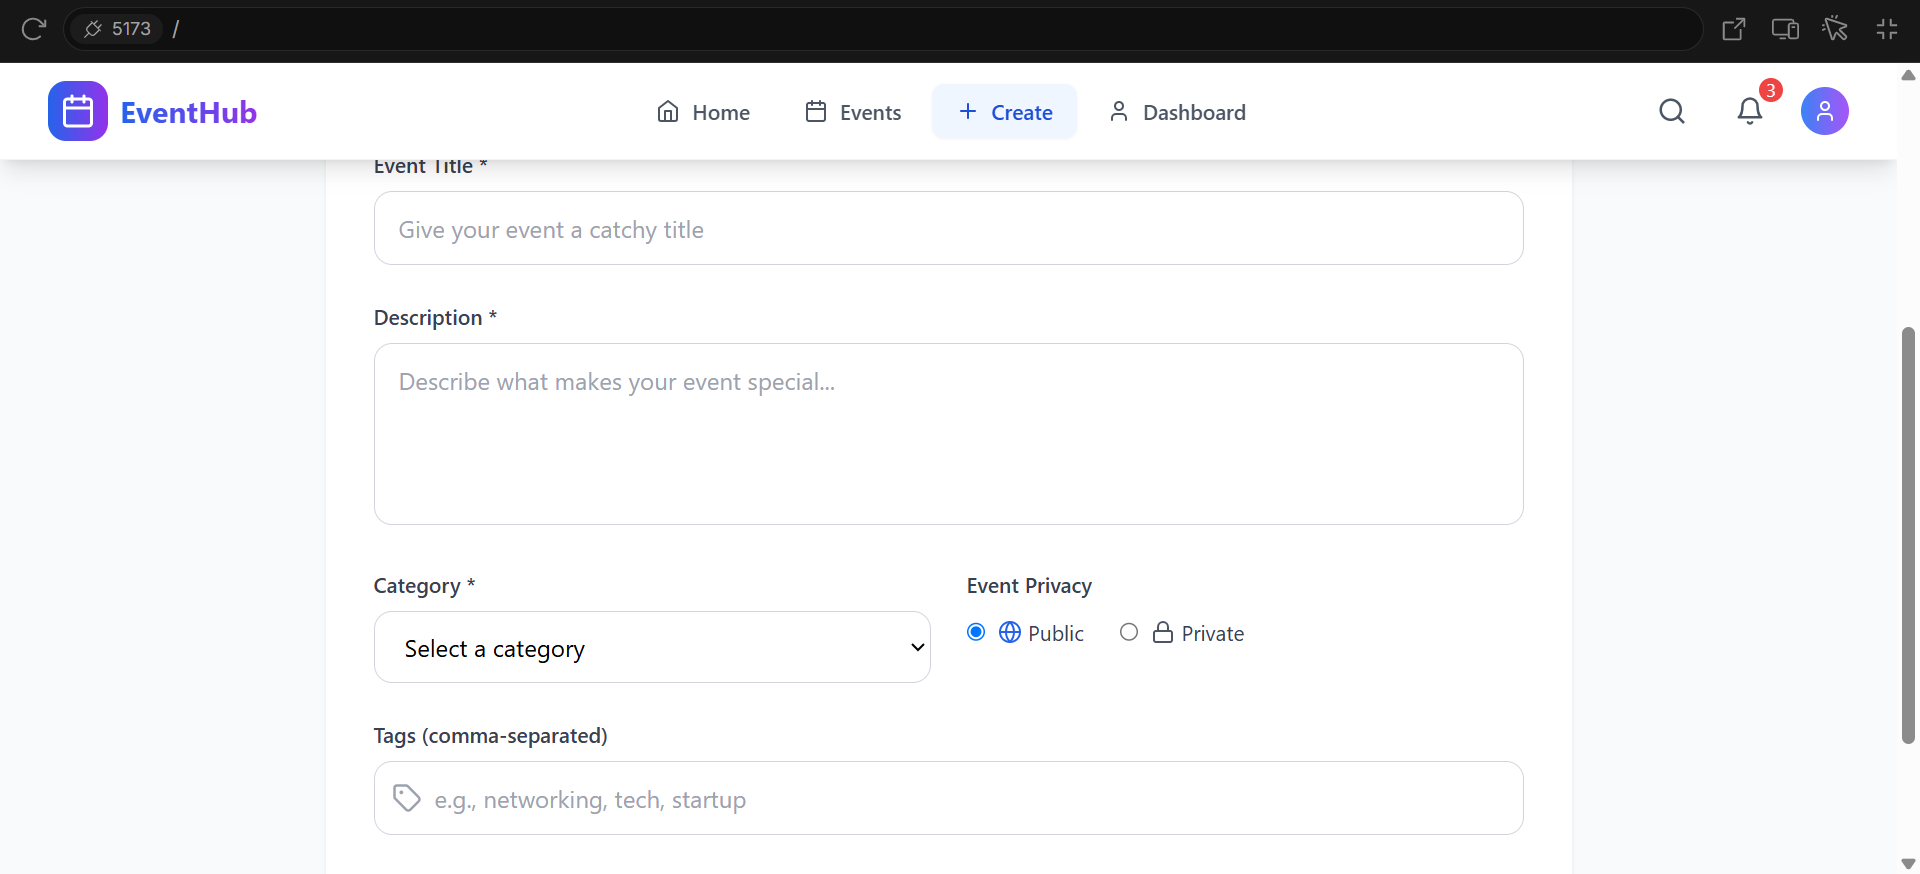 5173 /
EventHub
Home Events Create Dashboard
3
Event Title *
Give your event a catchy title
Description *
Describe what makes your event special...
Category * Event Privacy
Select a category Public Private
Tags (comma-separated)
e.g., networking, tech, startup